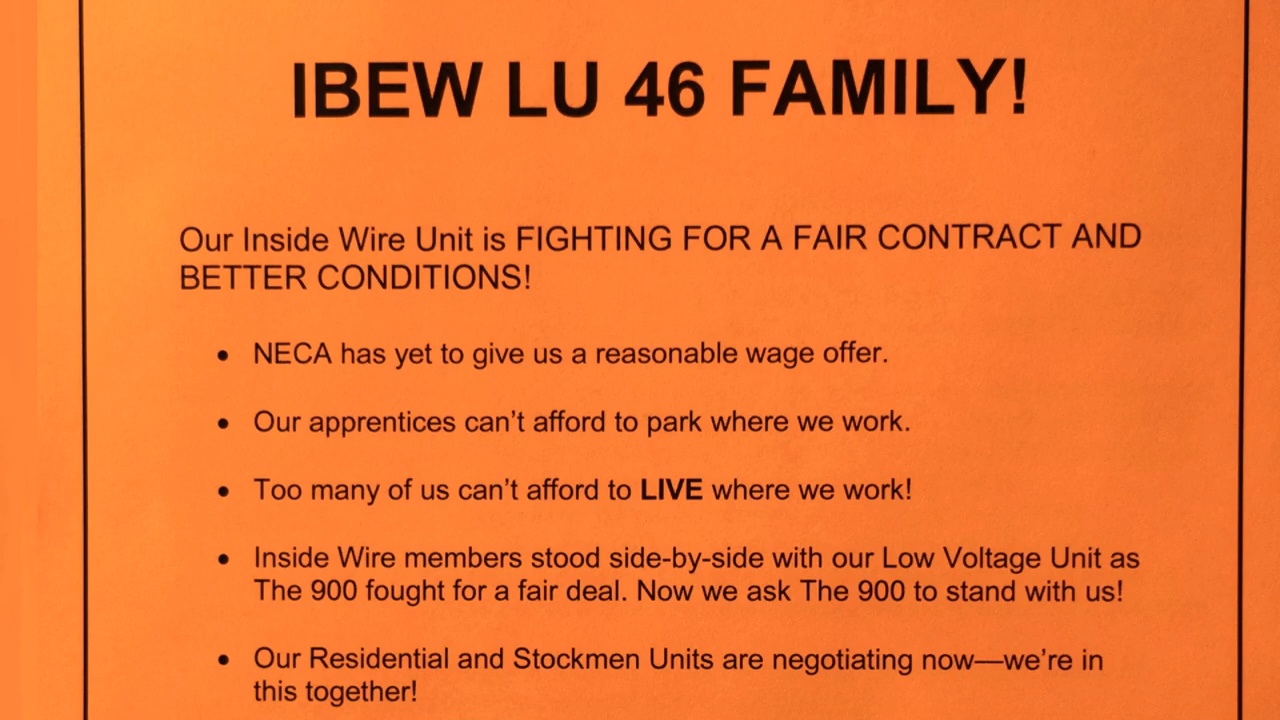 IBEW LU 46 FAMILY!
Our Inside Wire Unit is FIGHTING FOR A FAIR CONTRACT AND
BETTER CONDITIONS!
• NECA has yet to give us a reasonable wage offer.
• Our apprentices can’t afford to park where we work.
• Too many of us can’t afford to LIVE where we work!
• Inside Wire members stood side-by-side with our Low Voltage Unit as
The 900 fought for a fair deal. Now we ask The 900 to stand with us!
• Our Residential and Stockmen Units are negotiating now—we’re in
this together!